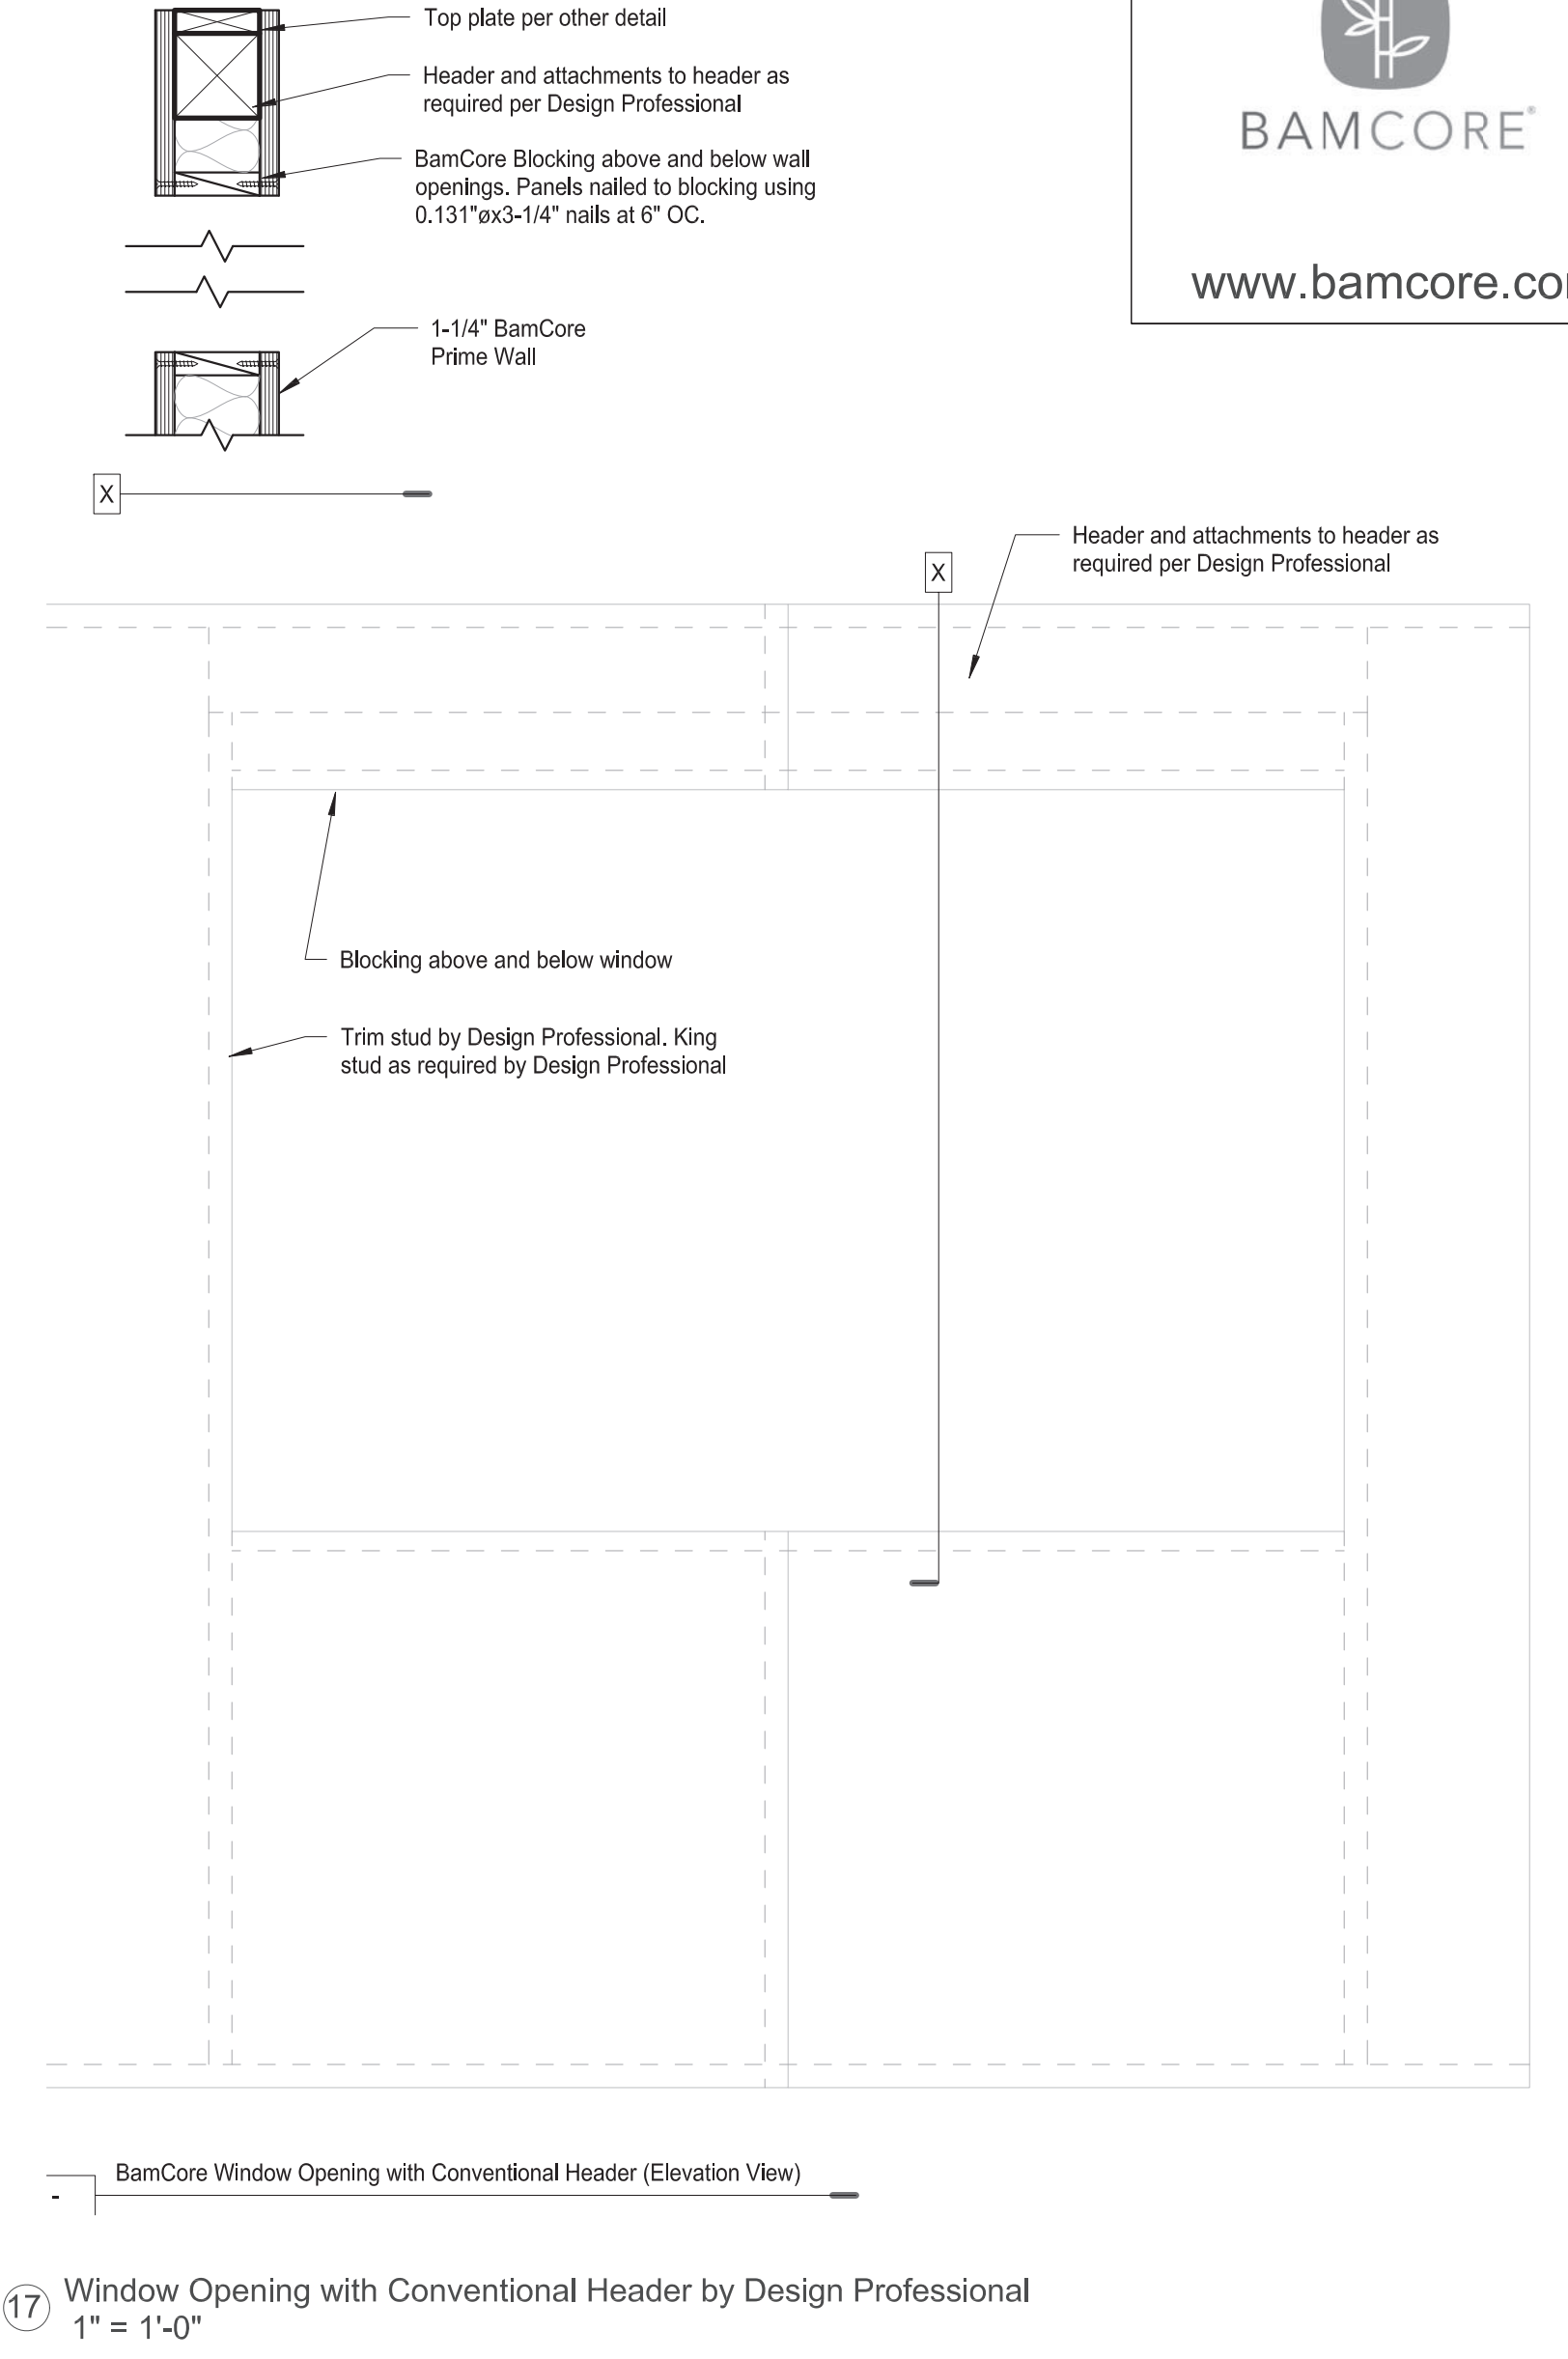 Top plate per other detail
Header and attachments to header as
required per Design Professional
BamCore Blocking above and below wall
openings. Panels nailed to blocking using
0.131"øx3-1/4" nails at 6" OC.
BAMCORE®
www.bamcore.co
1-1/4" BamCore
Prime Wall
X
Header and attachments to header as
required per Design Professional
X
Blocking above and below window
Trim stud by Design Professional. King
stud as required by Design Professional
BamCore Window Opening with Conventional Header (Elevation View)
-
17 Window Opening with Conventional Header by Design Professional
1" = 1'-0"